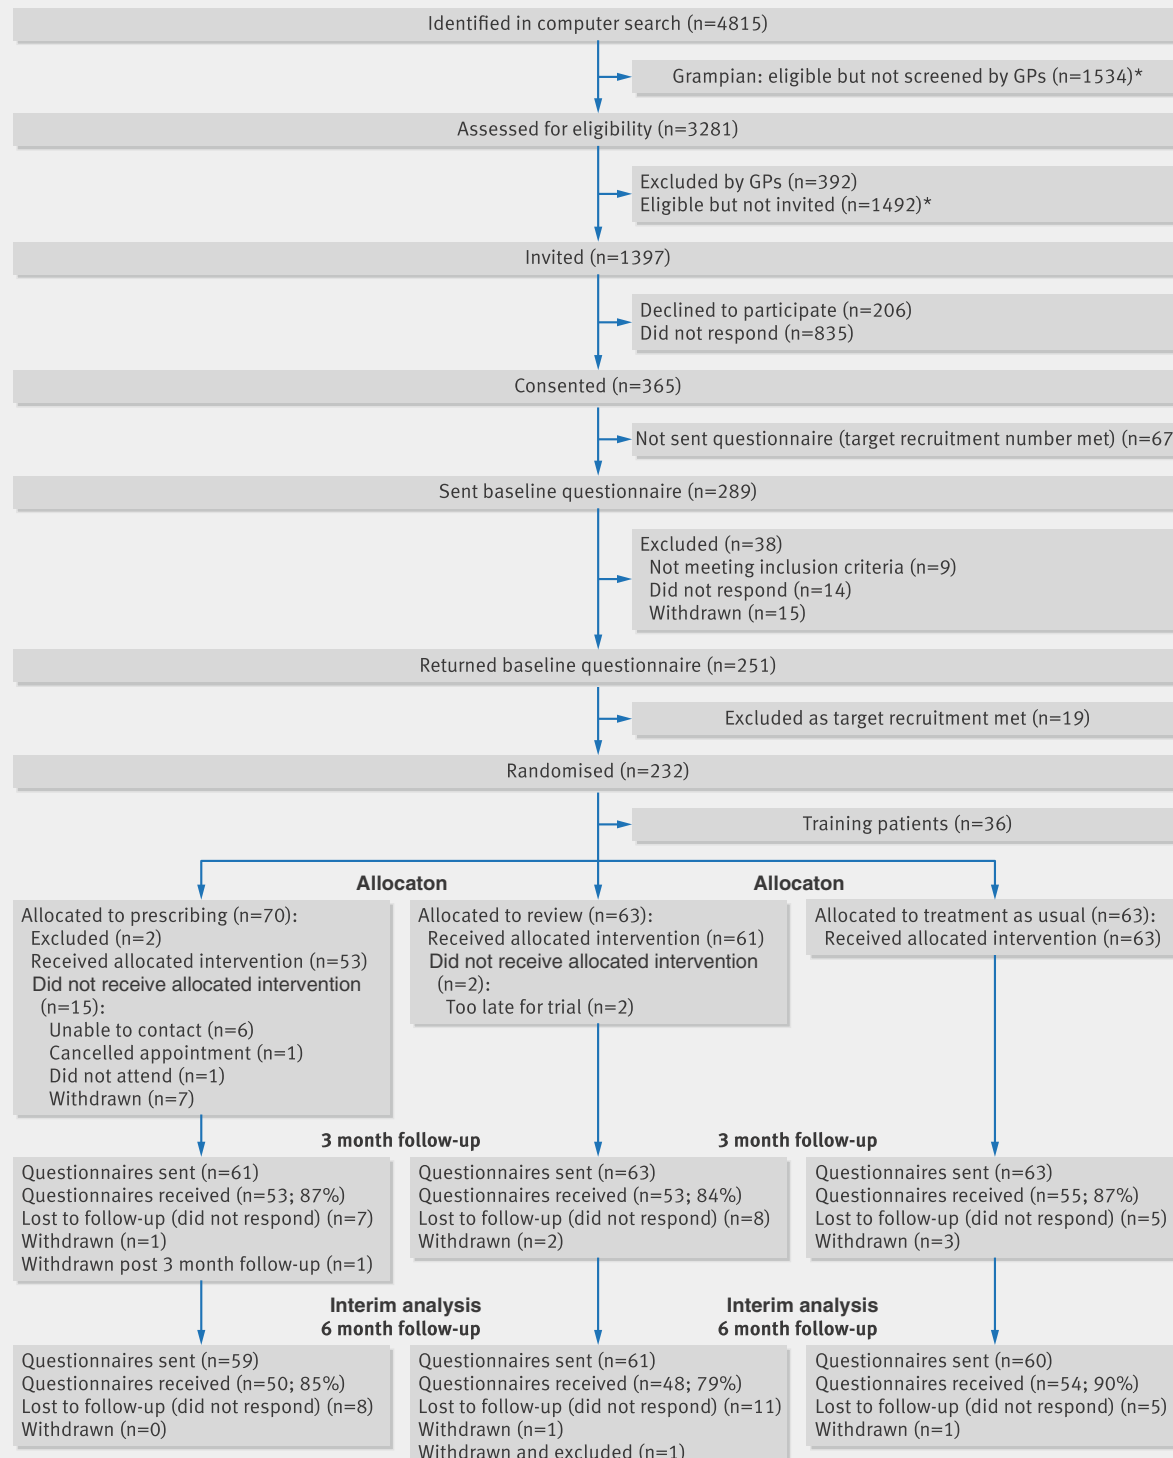 Identified in computer search (n=4815)
Grampian: eligible but not screened by GPs (n=1534)*
Assessed for eligibility (n=3281)
Excluded by GPs (n=392)
Eligible but not invited (n=1492)*
Invited (n=1397)
Declined to participate (n=206)
Did not respond (n=835)
Consented (n=365)
Not sent questionnaire (target recruitment number met) (n=67
Sent baseline questionnaire (n=289)
Excluded (n=38)
Not meeting inclusion criteria (n=9)
Did not respond (n=14)
Withdrawn (n=15)
Returned baseline questionnaire (n=251)
Excluded as target recruitment met (n=19)
Randomised (n=232)
Training patients (n=36)
Allocaton
Allocaton
Allocated to prescribing (n=70):
Excluded (n=2)
Received allocated intervention (n=53)
Did not receive allocated intervention
(n=15):
Unable to contact (n=6)
Cancelled appointment (n=1)
Did not attend (n=1)
Withdrawn (n=7)
Allocated to review (n=63):
Received allocated intervention (n=61)
Did not receive allocated intervention
(n=2):
Too late for trial (n=2)
Allocated to treatment as usual (n=63):
Received allocated intervention (n=63)
3 month follow-up
3 month follow-up
Questionnaires sent (n=61)
Questionnaires received (n=53; 87%)
Lost to follow-up (did not respond) (n=7)
Withdrawn (n=1)
Withdrawn post 3 month follow-up (n=1)
Questionnaires sent (n=63)
Questionnaires received (n=53; 84%)
Lost to follow-up (did not respond) (n=8)
Withdrawn (n=2)
Questionnaires sent (n=63)
Questionnaires received (n=55; 87%)
Lost to follow-up (did not respond) (n=5)
Withdrawn (n=3)
Interim analysis
6 month follow-up
Interim analysis
6 month follow-up
Questionnaires sent (n=59)
Questionnaires received (n=50; 85%)
Lost to follow-up (did not respond) (n=8)
Withdrawn (n=0)
Questionnaires sent (n=61)
Questionnaires received (n=48; 79%)
Lost to follow-up (did not respond) (n=11)
Withdrawn (n=1)
Withdrawn and excluded (n=1)
Questionnaires sent (n=60)
Questionnaires received (n=54; 90%)
Lost to follow-up (did not respond) (n=5)
Withdrawn (n=1)